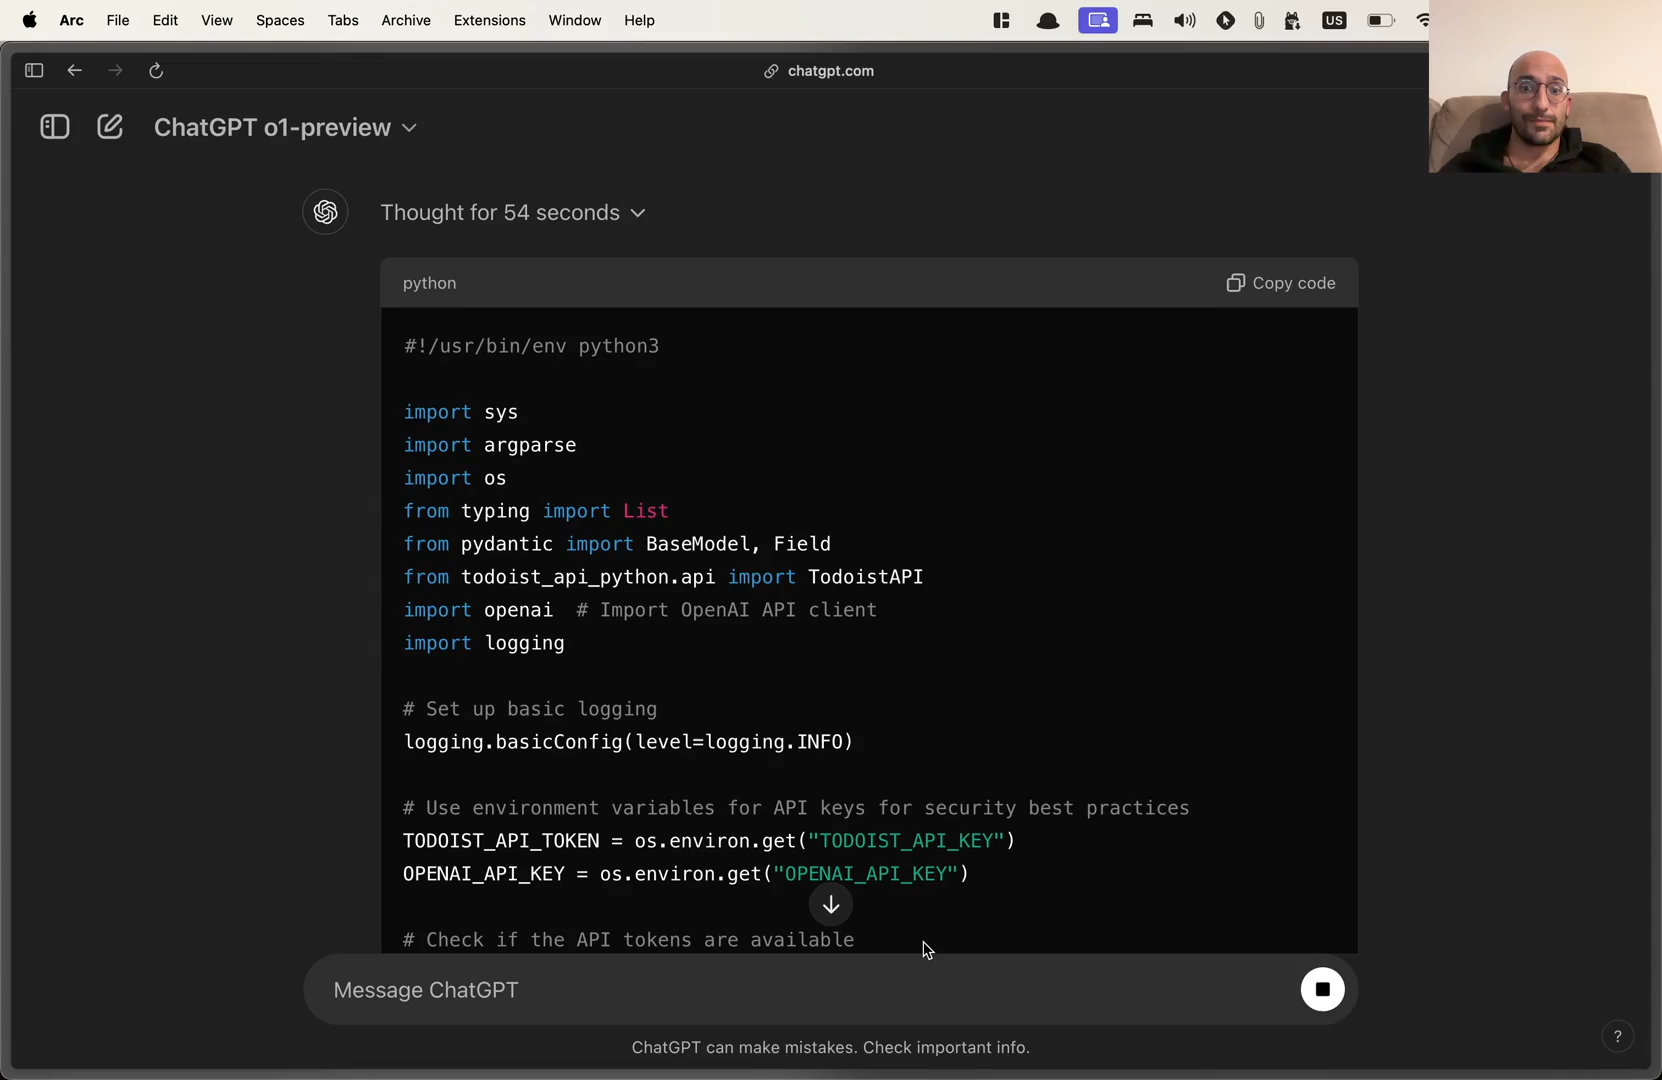 Arc File Edit View Spaces Tabs Archive Extensions Window Help US
chatgpt.com
ChatGPT o1-preview
Thought for 54 seconds
python Copy code
#!/usr/bin/env python3
import sys
import argparse
import os
from typing import List
from pydantic import BaseModel, Field
from todoist_api_python.api import TodoistAPI
import openai  # Import OpenAI API client
import logging
# Set up basic logging
logging.basicConfig(level=logging.INFO)
# Use environment variables for API keys for security best practices
TODOIST_API_TOKEN = os.environ.get("TODOIST_API_KEY")
OPENAI_API_KEY = os.environ.get("OPENAI_API_KEY")
# Check if the API tokens are available
Message ChatGPT
ChatGPT can make mistakes. Check important info.
?